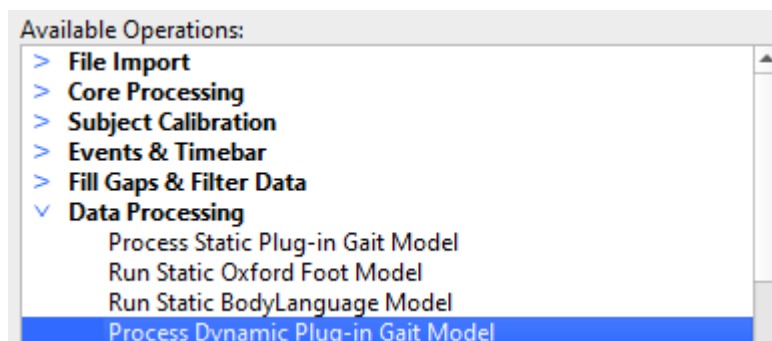 Available Operations:
> File Import
> Core Processing
> Subject Calibration
> Events & Timebar
> Fill Gaps & Filter Data
Data Processing
Process Static Plug-in Gait Model
Run Static Oxford Foot Model
Run Static BodyLanguage Model
Process Dynamic Plug-in Gait Model